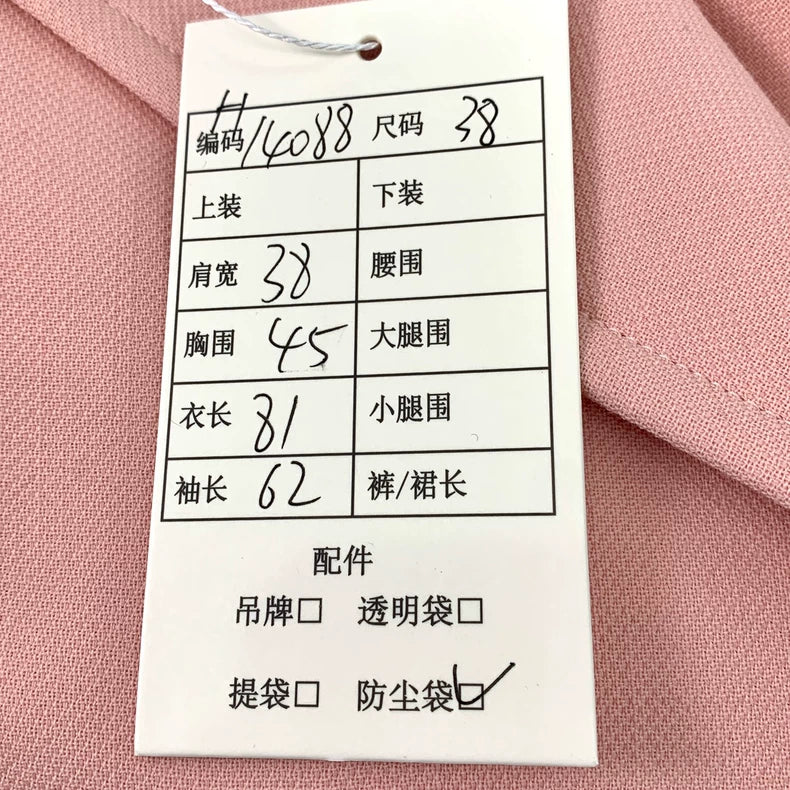 编码 H14088 尺码 38
上装 下装
肩宽 38 腰围
胸围 45 大腿围
衣长 81 小腿围
袖长 62 裤/裙长
配件
吊牌□ 透明袋□
提袋□ 防尘袋☑